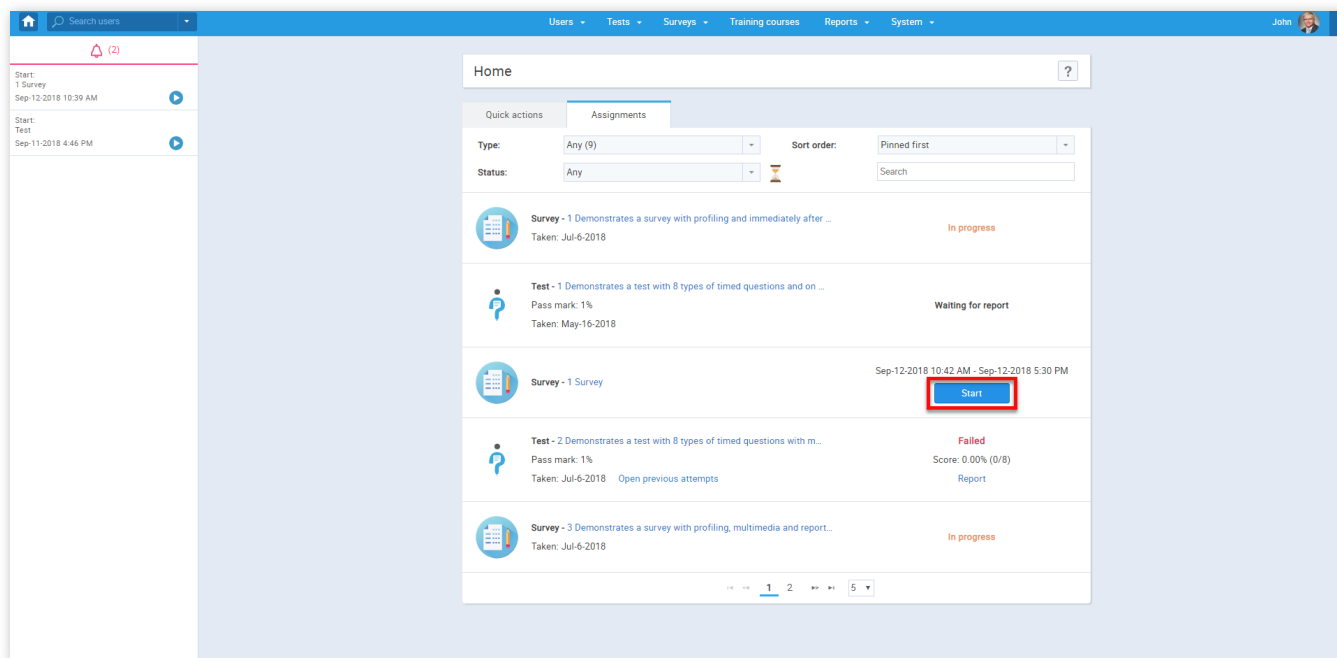 Search users
Users Tests Surveys Training courses Reports System
John
(2)
Start:
1 Survey
Sep-12-2018 10:39 AM
Start:
Test
Sep-11-2018 4:46 PM
Home
?
Quick actions Assignments
Type: Any (9) Sort order: Pinned first
Status: Any Search
Survey - 1 Demonstrates a survey with profiling and immediately after ...
Taken: Jul-6-2018
In progress
Test - 1 Demonstrates a test with 8 types of timed questions and on ...
Pass mark: 1%
Taken: May-16-2018
Waiting for report
Survey - 1 Survey
Sep-12-2018 10:42 AM - Sep-12-2018 5:30 PM
Start
Test - 2 Demonstrates a test with 8 types of timed questions with m...
Pass mark: 1%
Taken: Jul-6-2018 Open previous attempts
Failed
Score: 0.00% (0/8)
Report
Survey - 3 Demonstrates a survey with profiling, multimedia and report...
Taken: Jul-6-2018
In progress
1 2 5